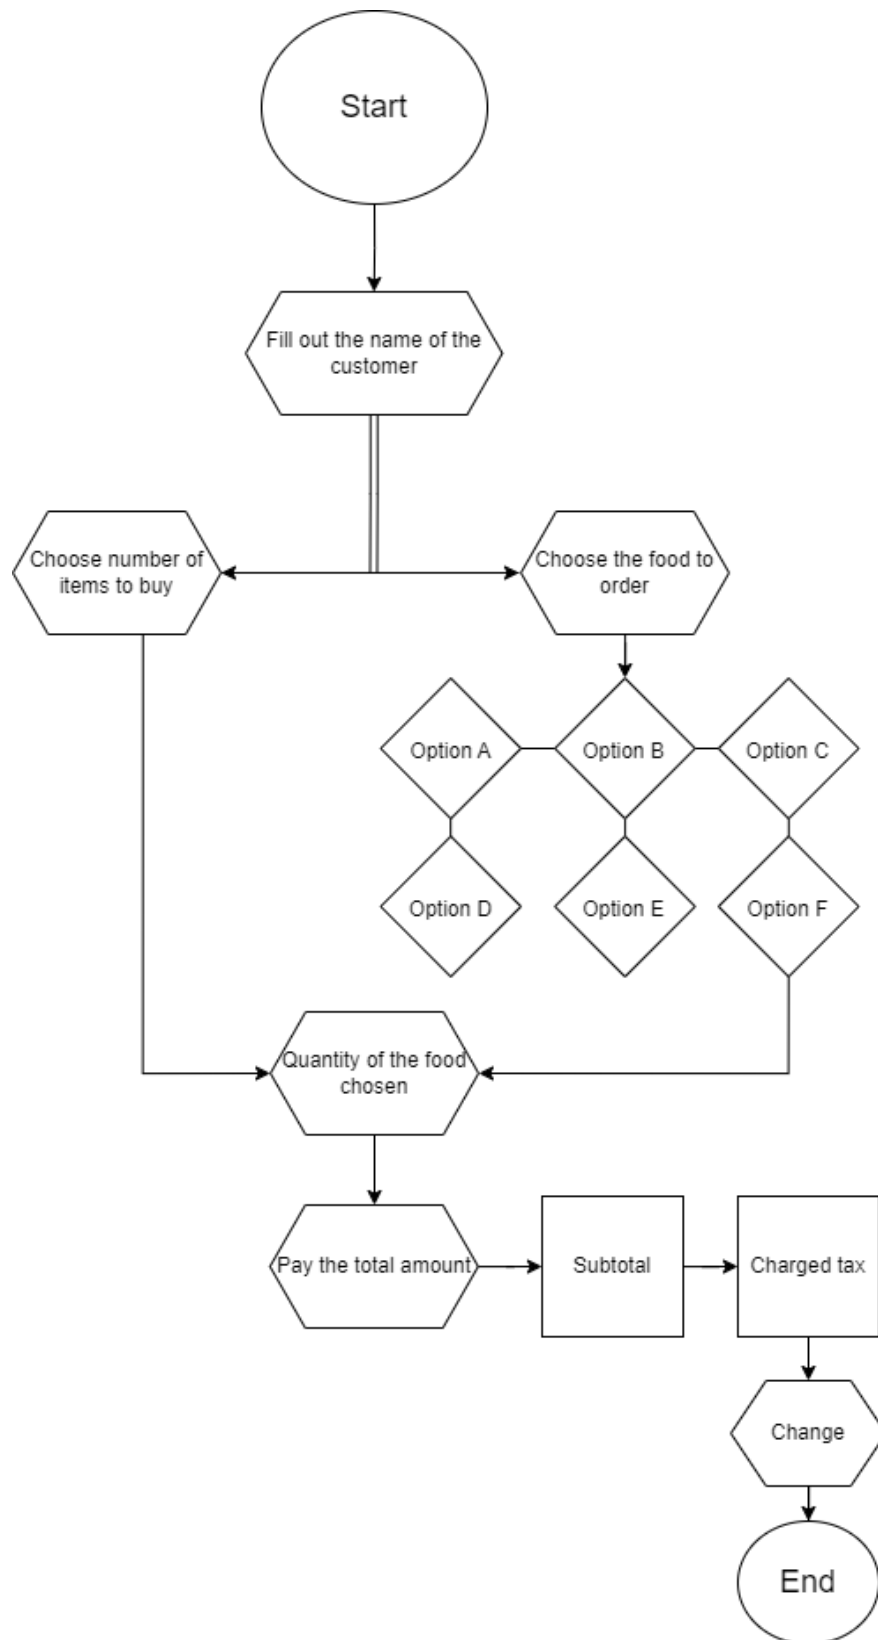 Start
Fill out the name of the
customer
Choose number of
items to buy
Choose the food to
order
Option A
Option B
Option C
Option D
Option E
Option F
Quantity of the food
chosen
Pay the total amount
Subtotal
Charged tax
Change
End